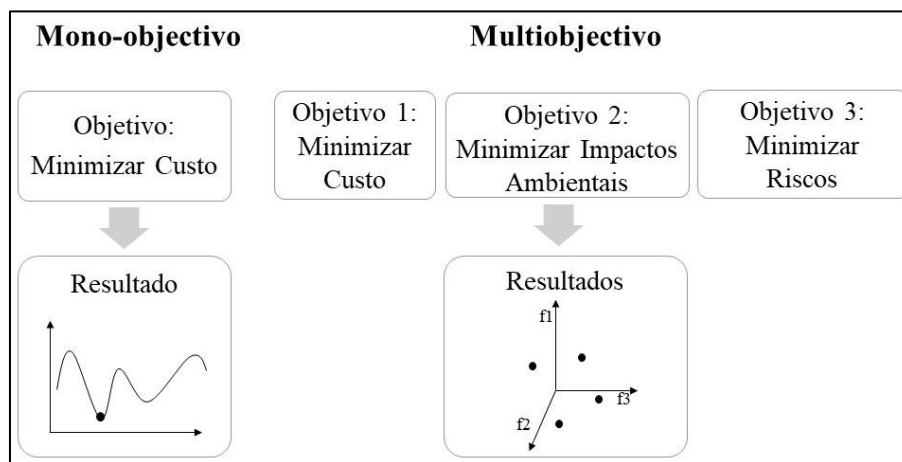 Mono-objectivo
Multiobjectivo
Objetivo:
Minimizar Custo
Objetivo 1:
Minimizar
Custo
Objetivo 2:
Minimizar Impactos
Ambientais
Objetivo 3:
Minimizar
Riscos
Resultado
Resultados
f1
f3
f2